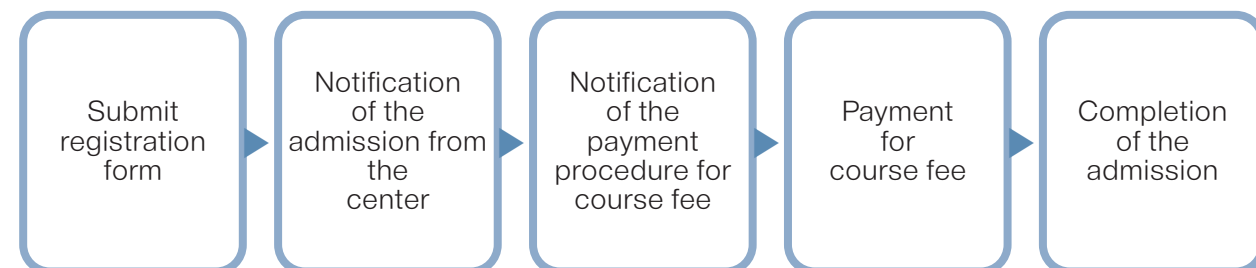 Submit
registration
form
Notification
of the
admission from
the
center
Notification
of the
payment
procedure for
course fee
Payment
for
course fee
Completion
of the
admission